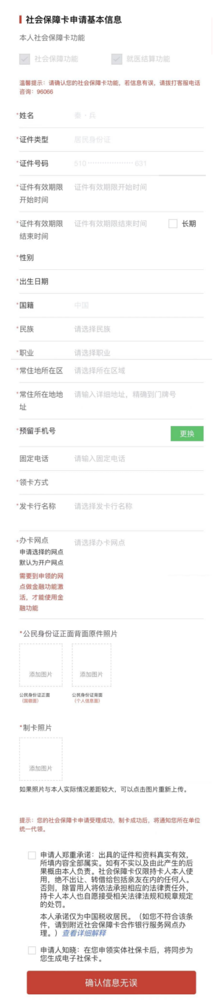 社会保障卡申请基本信息
本人社会保障卡功能
社会保障功能 就医结算功能
温馨提示：请确认您的社会保障卡功能，若信息有误，请拨打客服电话
咨询：96066
*姓名 秦·兵
*证件类型 居民身份证
*证件号码 510··················631
*证件有效期限 证件有效期限开始时间
开始时间
*证件有效期限 证件有效期限结束时间 长期
结束时间
*性别
*出生日期
*国籍 中国
*民族 请选择民族
*职业 请选择职业
*常住地所在区 请选择所在区域
*常住所在地地 请输入详细地址，精确到门牌号
址
*预留手机号 更换
固定电话 请输入固定电话
*领卡方式
*发卡行名称 请选择发卡行名称
*办卡网点 请选择办卡网点
申请选择的网点
默认为开户网点
需要到申领的网
点做金融功能激
活，才能使用金
融功能
*公民身份证正面背面原件照片
添加图片 添加图片
公民身份证正面 公民身份证背面
（国徽面） （个人信息面）
*制卡照片
添加图片
如果照片与本人实际情况差距较大，可以点击图片重新上传。
提示：您的社会保障卡申请受理成功，制卡成功后，将通知您所在单位
统一代领。
申请人郑重承诺：出具的证件和资料真实有效，
所填内容全部属实。如有不实以及由此产生的后
果概由本人负责。社会保障卡仅限持卡人本人使
用，绝不出让、转借给包括亲友在内的任何人。
否则，除冒用人将依法承担相应的法律责任外，
持卡人本人也自愿接受相关法律法规和规章规定
的处罚。
本人承诺仅为中国税收居民。（如您不符合该条
件，请到附近社会保障卡合作银行服务网点办
理。）查看详细解释
申请人知晓：在您申领实体社保卡后，将同步为
您生成电子社保卡。
确认信息无误